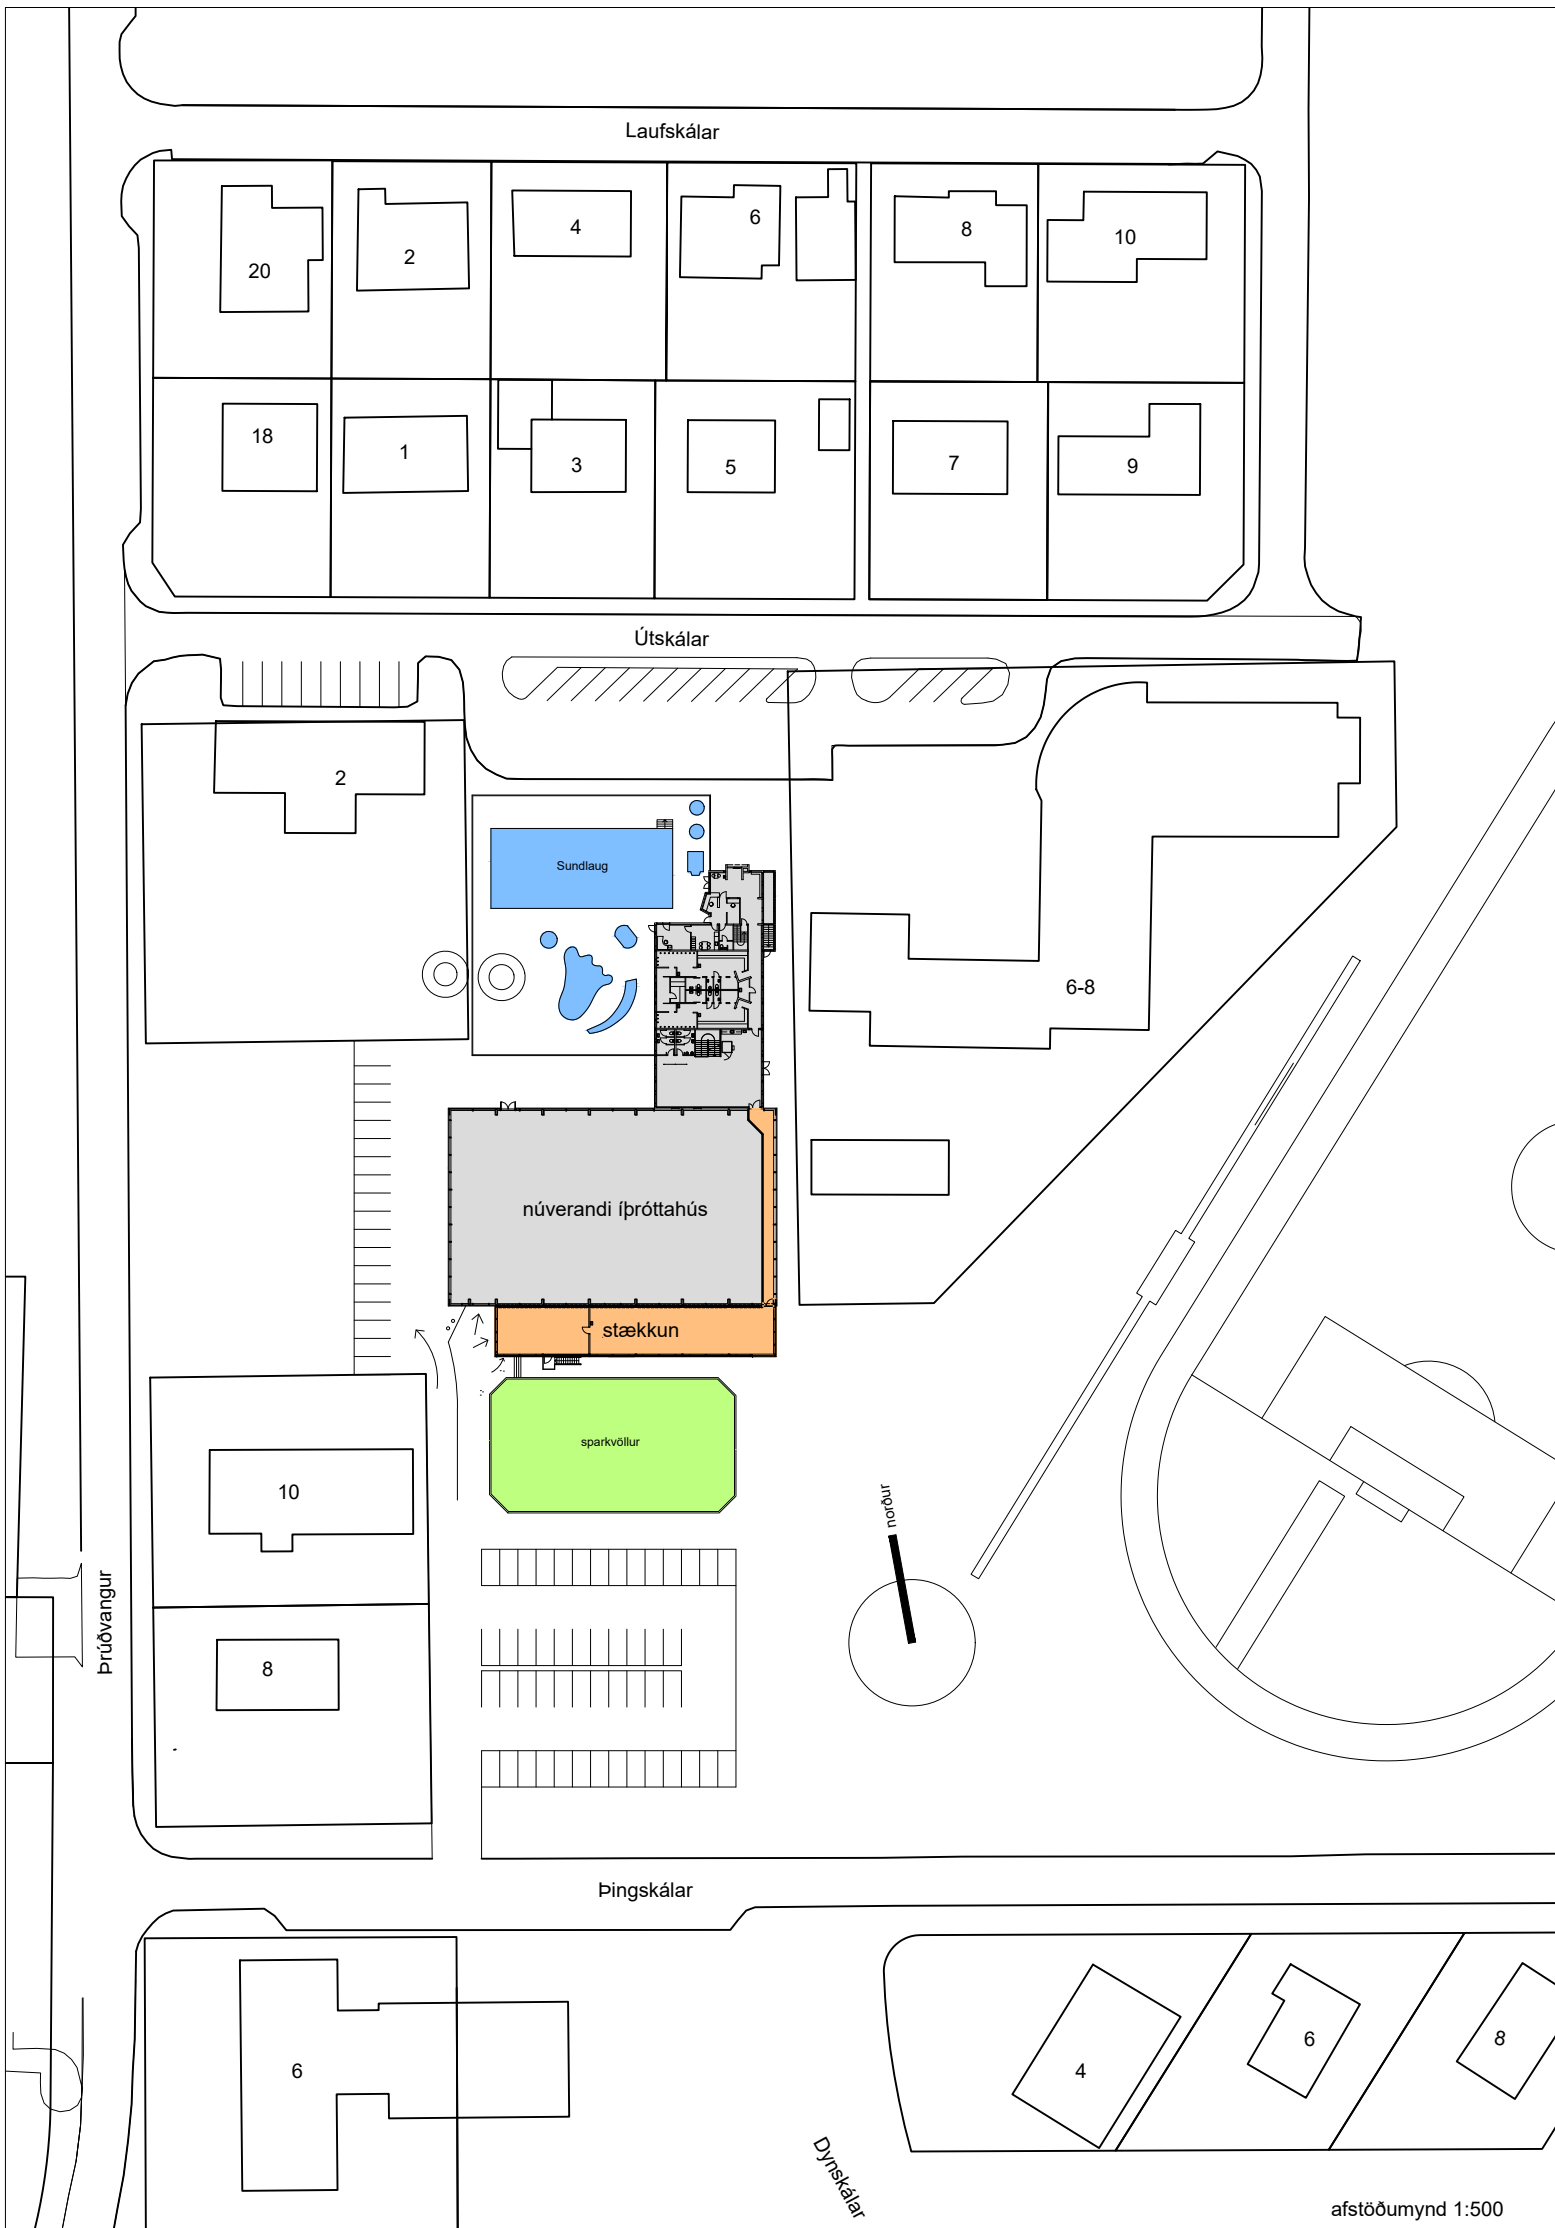 Laufskálar
20
2
4
6
8
10
18
1
3
5
7
9
Útskálar
2
Sundlaug
6-8
núverandi íþróttahús
stækkun
sparkvöllur
10
norður
Þrúðvangur
8
Þingskálar
6
4
6
8
Dynskálar
afstöðumynd 1:500